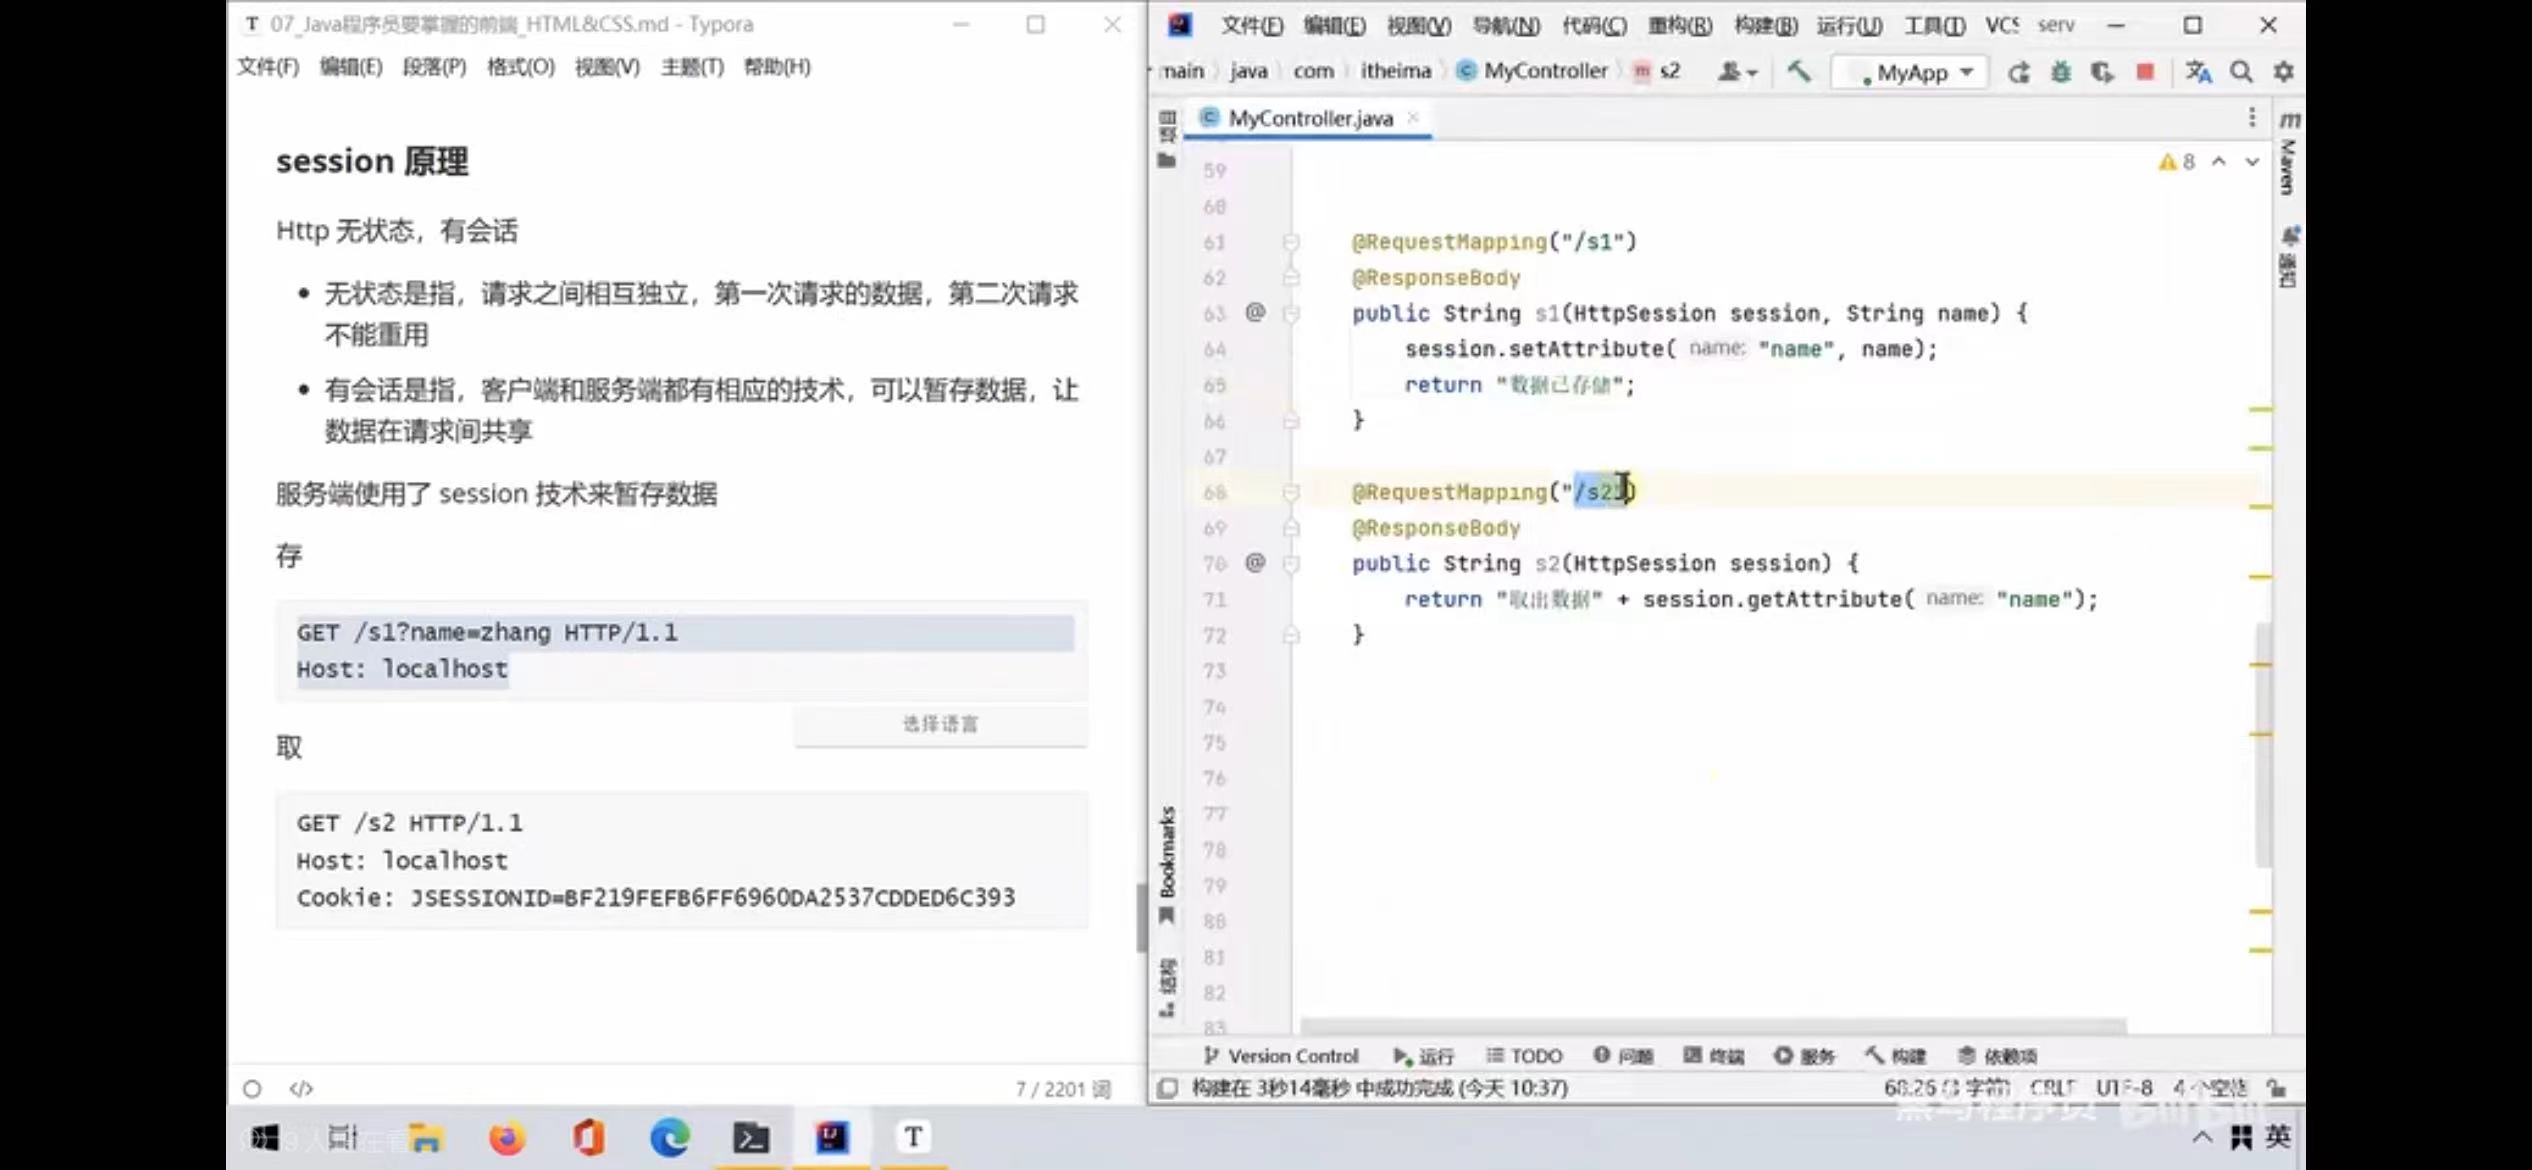 07_Java程序员要掌握的前端_HTML&CSS.md - Typora
文件(F) 编辑(E) 段落(P) 格式(O) 视图(V) 主题(T) 帮助(H)
session 原理
Http 无状态，有会话
• 无状态是指，请求之间相互独立，第一次请求的数据，第二次请求
不能重用
• 有会话是指，客户端和服务端都有相应的技术，可以暂存数据，让
数据在请求间共享
服务端使用了 session 技术来暂存数据
存
GET /s1?name=zhang HTTP/1.1
Host: localhost
选择语言
取
GET /s2 HTTP/1.1
Host: localhost
Cookie: JSESSIONID=BF219FEFB6FF6960DA2537CDDED6C393
7 / 2201 词
文件(F) 编辑(E) 视图(V) 导航(N) 代码(C) 重构(R) 构建(B) 运行(U) 工具(T) VCS serv
main java com itheima MyController s2 MyApp
MyController.java
8
59
60
61 @RequestMapping("/s1")
62 @ResponseBody
63 public String s1(HttpSession session, String name) {
64 session.setAttribute( name: "name", name);
65 return "数据已存储";
66 }
67
68 @RequestMapping("/s2")
69 @ResponseBody
70 public String s2(HttpSession session) {
71 return "取出数据" + session.getAttribute( name: "name");
72 }
73
74
75
76
77
78
79
80
81
82
83
Maven
通知
Bookmarks
结构
Version Control 运行 TODO 问题 终端 服务 构建 依赖项
构建在 3秒14毫秒 中成功完成 (今天 10:37)
CRLF UTF-8 4 个空格
黑马程序员
英